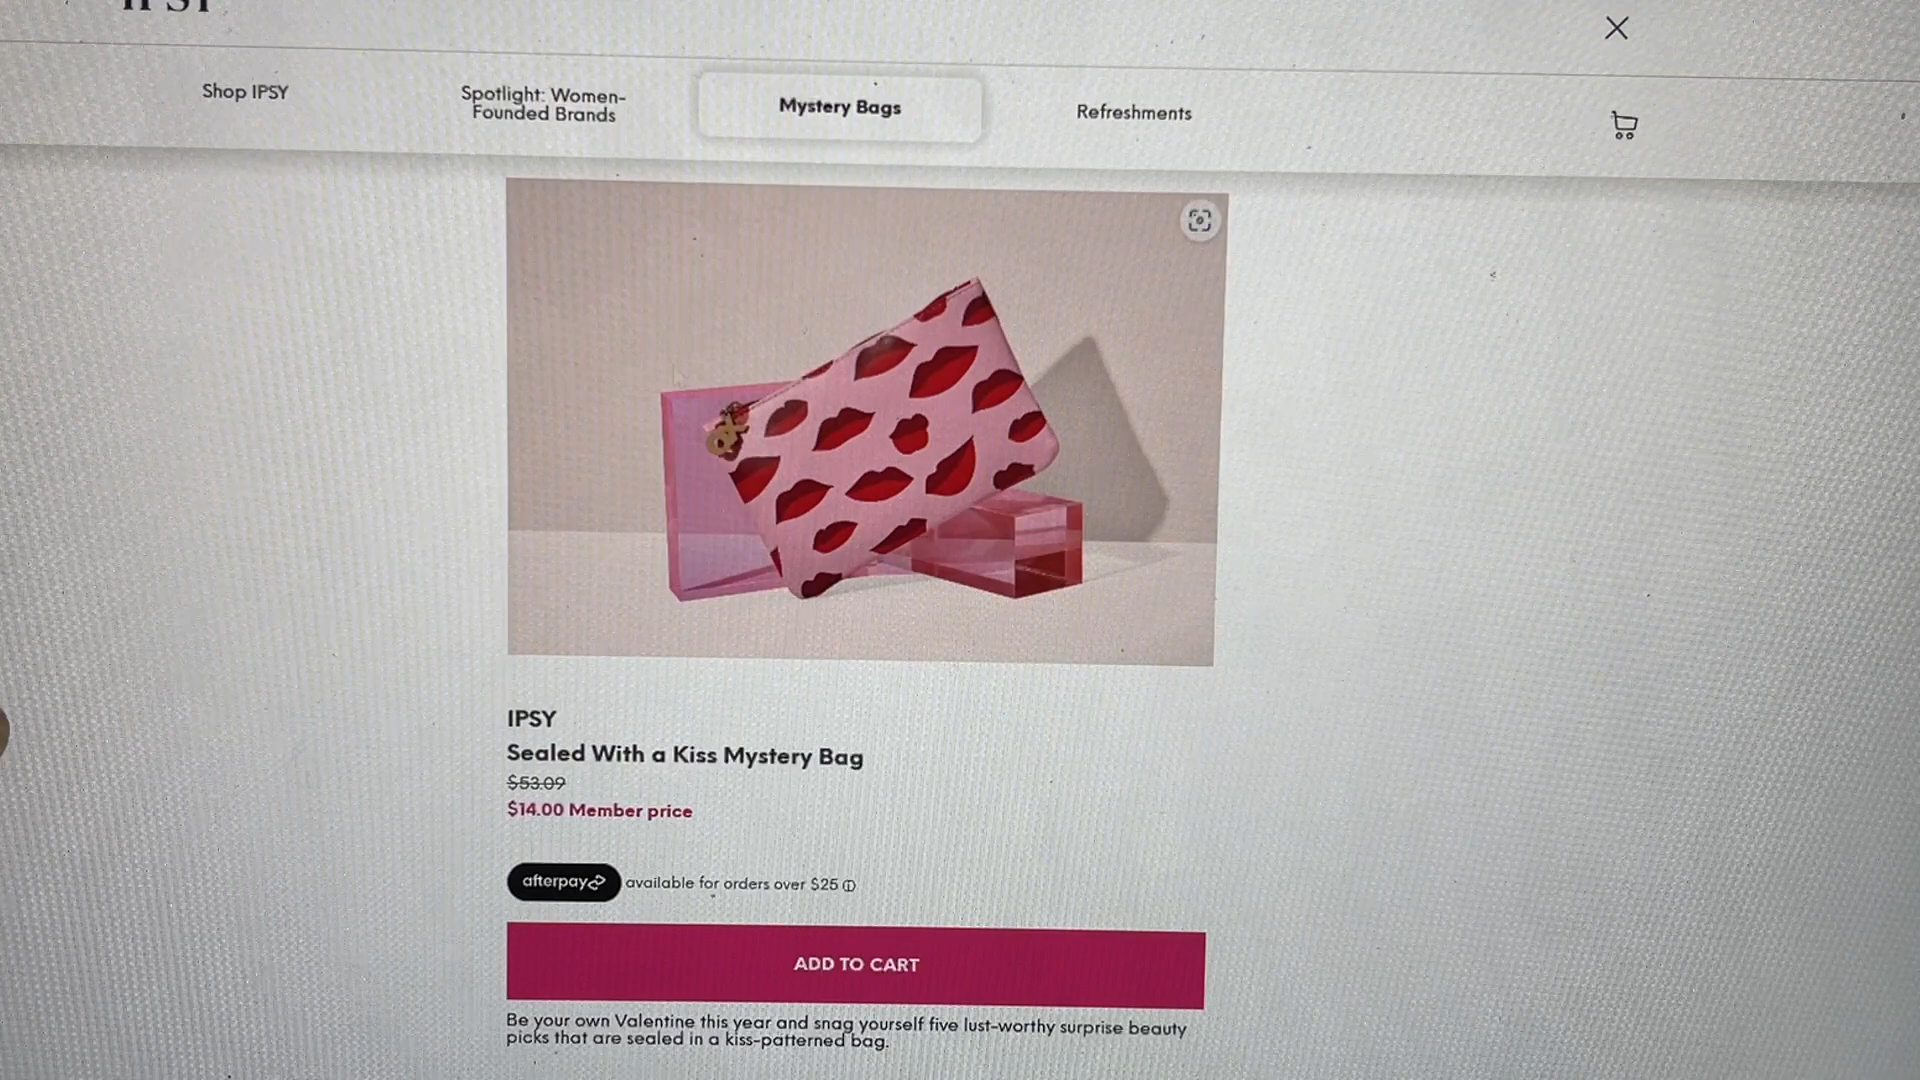 IPSY
Shop IPSY
Spotlight: Women-
Founded Brands
Mystery Bags
Refreshments
IPSY
Sealed With a Kiss Mystery Bag
$53.09
$14.00 Member price
afterpay available for orders over $25
ADD TO CART
Be your own Valentine this year and snag yourself five lust-worthy surprise beauty
picks that are sealed in a kiss-patterned bag.